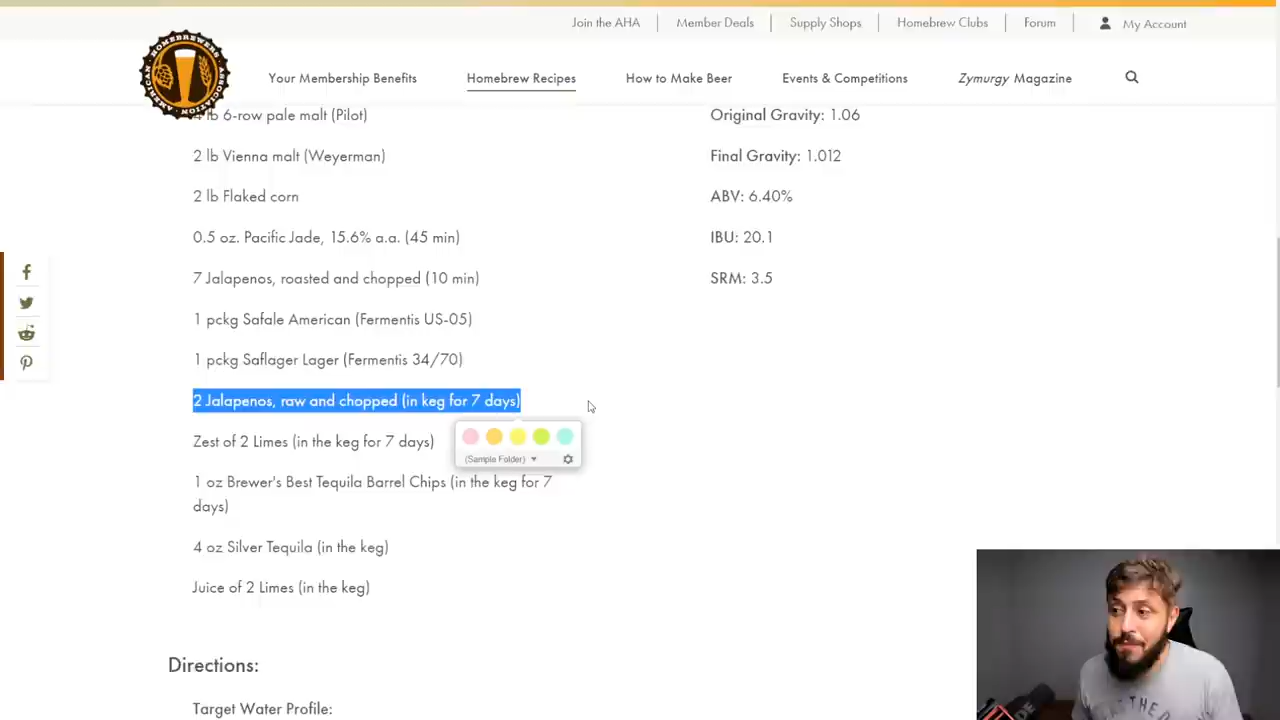 Join the AHA
Member Deals
Supply Shops
Homebrew Clubs
Forum
My Account
AMERICAN HOMEBREWERS ASSOCIATION
Your Membership Benefits
Homebrew Recipes
How to Make Beer
Events & Competitions
Zymurgy Magazine
lb 6-row pale malt (Pilot)
2 lb Vienna malt (Weyerman)
2 lb Flaked corn
0.5 oz. Pacific Jade, 15.6% a.a. (45 min)
7 Jalapenos, roasted and chopped (10 min)
1 pckg Safale American (Fermentis US-05)
1 pckg Saflager Lager (Fermentis 34/70)
2 Jalapenos, raw and chopped (in keg for 7 days)
(Sample Folder)
Zest of 2 Limes (in the keg for 7 days)
1 oz Brewer's Best Tequila Barrel Chips (in the keg for 7
days)
4 oz Silver Tequila (in the keg)
Juice of 2 Limes (in the keg)
Original Gravity: 1.06
Final Gravity: 1.012
ABV: 6.40%
IBU: 20.1
SRM: 3.5
Directions:
Target Water Profile: